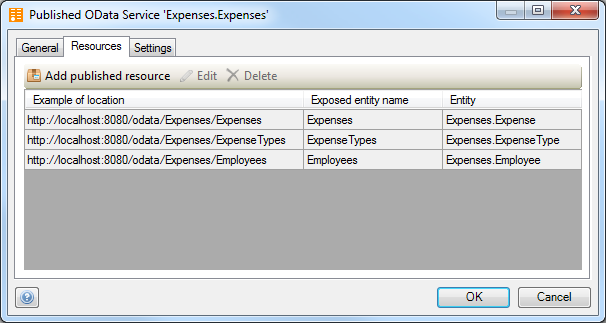 Published OData Service 'Expenses.Expenses'
General Resources Settings
Add published resource Edit Delete
Example of location Exposed entity name Entity
http://localhost:8080/odata/Expenses/Expenses Expenses Expenses.Expense
http://localhost:8080/odata/Expenses/ExpenseTypes ExpenseTypes Expenses.ExpenseType
http://localhost:8080/odata/Expenses/Employees Employees Expenses.Employee
? OK Cancel